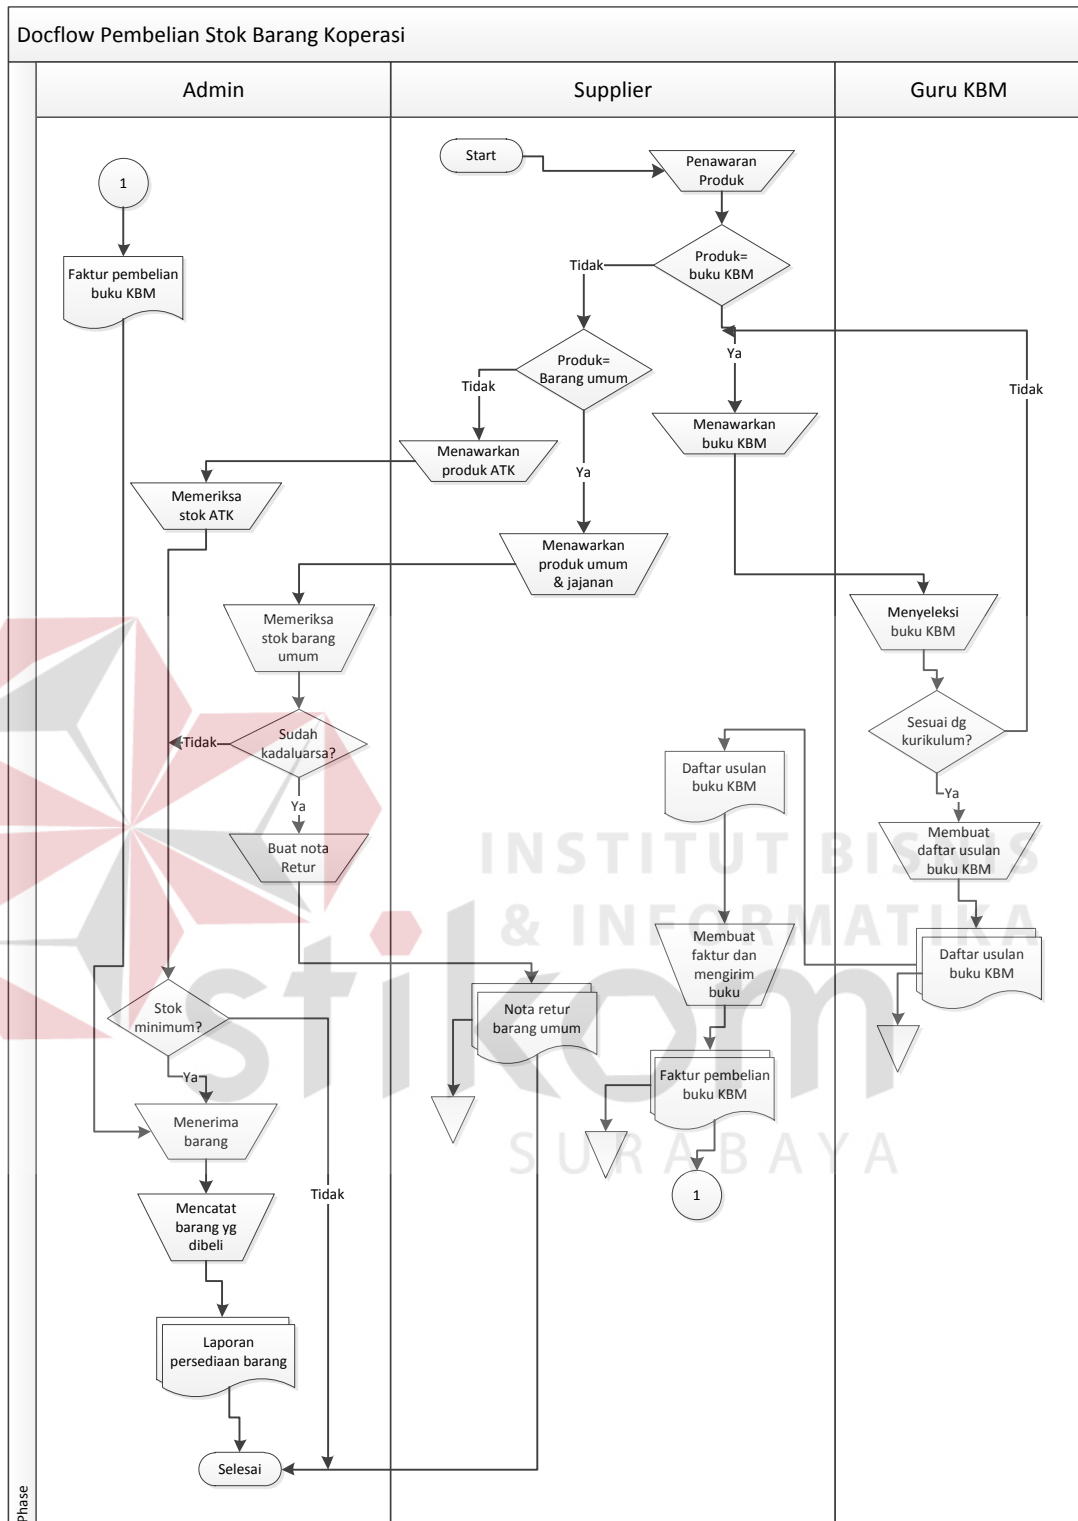 Docflow Pembelian Stok Barang Koperasi
Admin
Supplier
Guru KBM
Start
Penawaran
Produk
1
Produk=
buku KBM
Tidak
Faktur pembelian
buku KBM
Ya
Produk=
Barang umum
Tidak
Tidak
Menawarkan
buku KBM
Menawarkan
produk ATK
Ya
Memeriksa
stok ATK
Menawarkan
produk umum
& jajanan
Memeriksa
stok barang
umum
Menyeleksi
buku KBM
Sudah
kadaluarsa?
Tidak
Sesuai dg
kurikulum?
Daftar usulan
buku KBM
Ya
Ya
Buat nota
Retur
Membuat
daftar usulan
buku KBM
INSTITUT BISNIS
& INFORMATIKA
stikom
SURABAYA
Membuat
faktur dan
mengirim
buku
Daftar usulan
buku KBM
Stok
minimum?
Nota retur
barang umum
Ya
Faktur pembelian
buku KBM
Menerima
barang
Tidak
1
Mencatat
barang yg
dibeli
Laporan
persediaan barang
Selesai
Phase